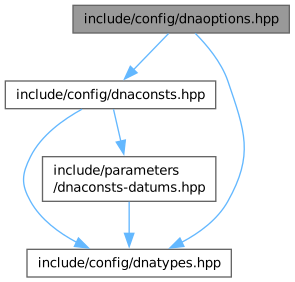 include/config/dnaoptions.hpp
include/config/dnaconsts.hpp
include/parameters
/dnaconsts-datums.hpp
include/config/dnatypes.hpp